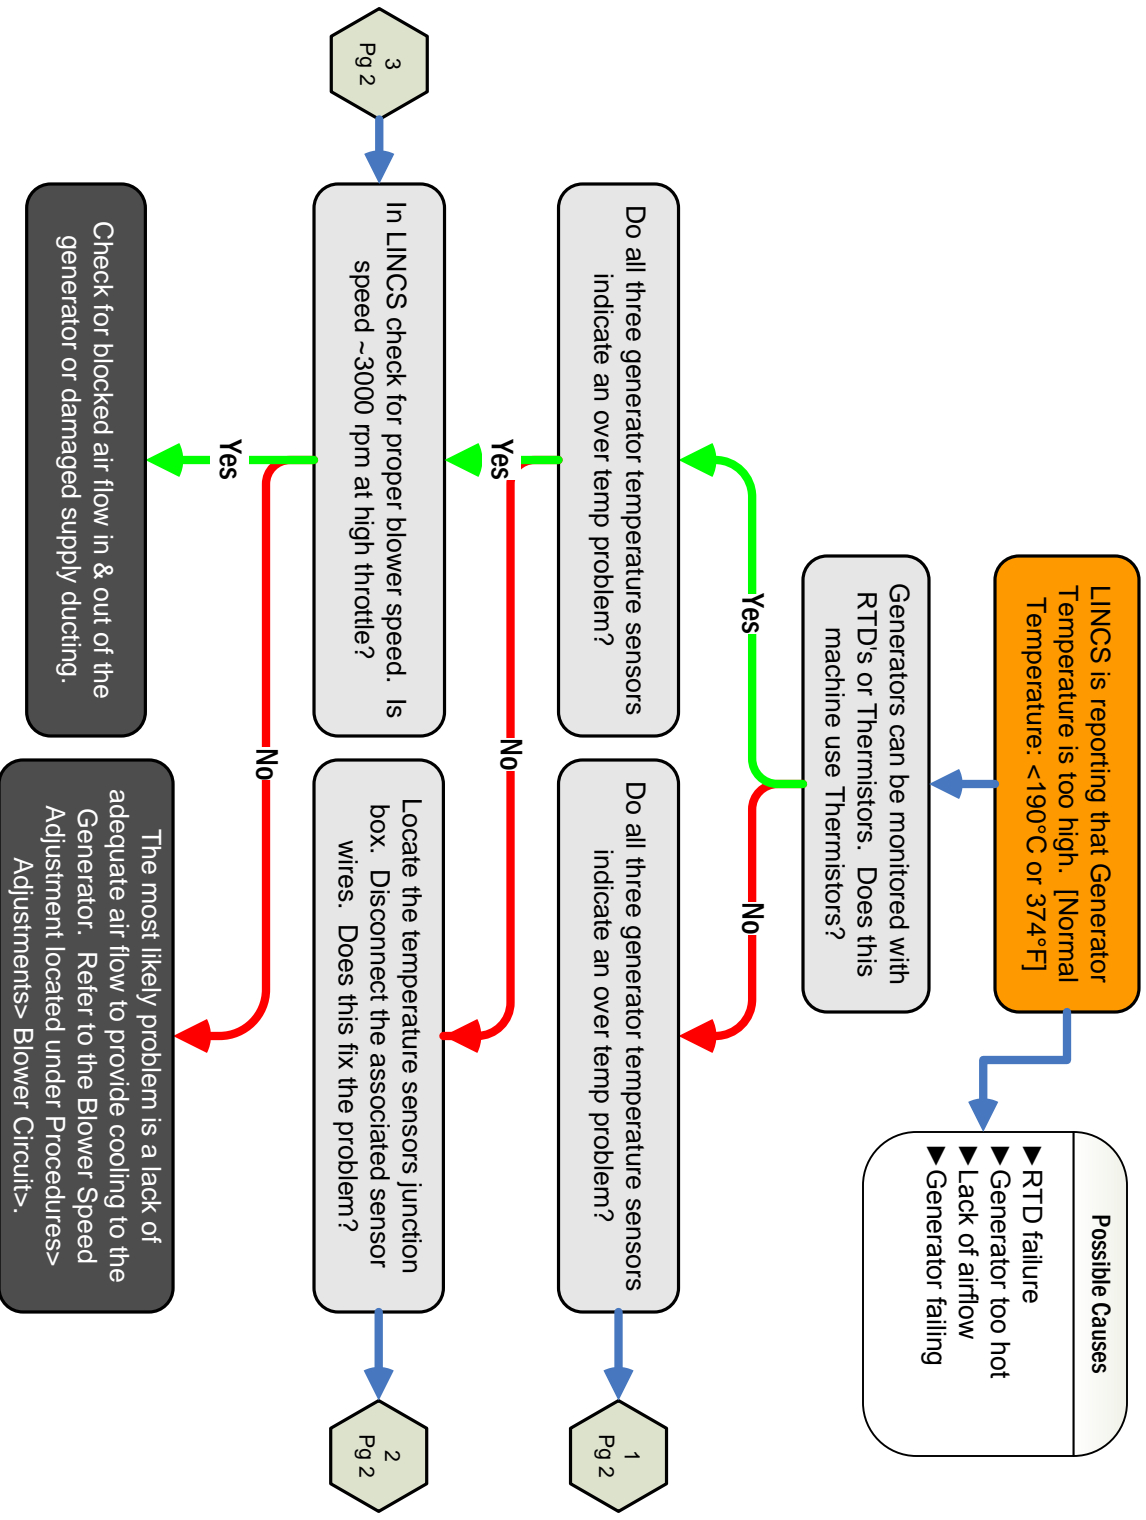 LINCS is reporting that Generator
Temperature is too high.  [Normal
Temperature: <190°C or 374°F]
Possible Causes
►RTD failure
►Generator too hot
►Lack of airflow
►Generator failing
Generators can be monitored with
RTD's or Thermistors.  Does this
machine use Thermistors?
Yes
No
Do all three generator temperature sensors
indicate an over temp problem?
Do all three generator temperature sensors
indicate an over temp problem?
1
Pg 2
Yes
No
3
Pg 2
In LINCS check for proper blower speed.  Is
speed ~3000 rpm at high throttle?
Locate the temperature sensors junction
box.  Disconnect the associated sensor
wires.  Does this fix the problem?
2
Pg 2
Yes
No
Check for blocked air flow in & out of the
generator or damaged supply ducting.
The most likely problem is a lack of
adequate air flow to provide cooling to the
Generator.  Refer to the Blower Speed
Adjustment located under Procedures>
Adjustments> Blower Circuit>.